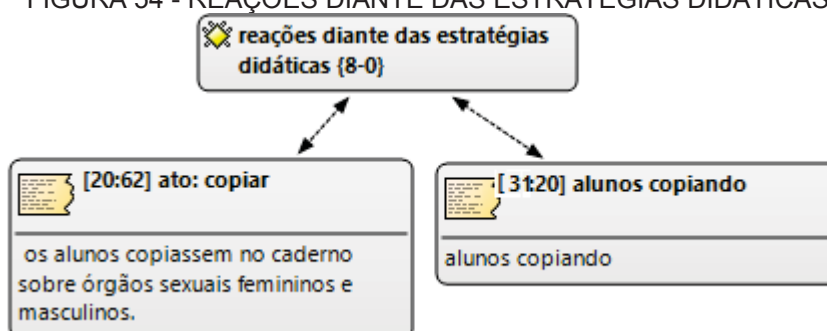 FIGURA 54 - REAÇÕES DIANTE DAS ESTRATÉGIAS DIDÁTICAS
reações diante das estratégias
didáticas {8-0}
[20:62] ato: copiar
os alunos copiassem no caderno
sobre órgãos sexuais femininos e
masculinos.
[31:20] alunos copiando
alunos copiando